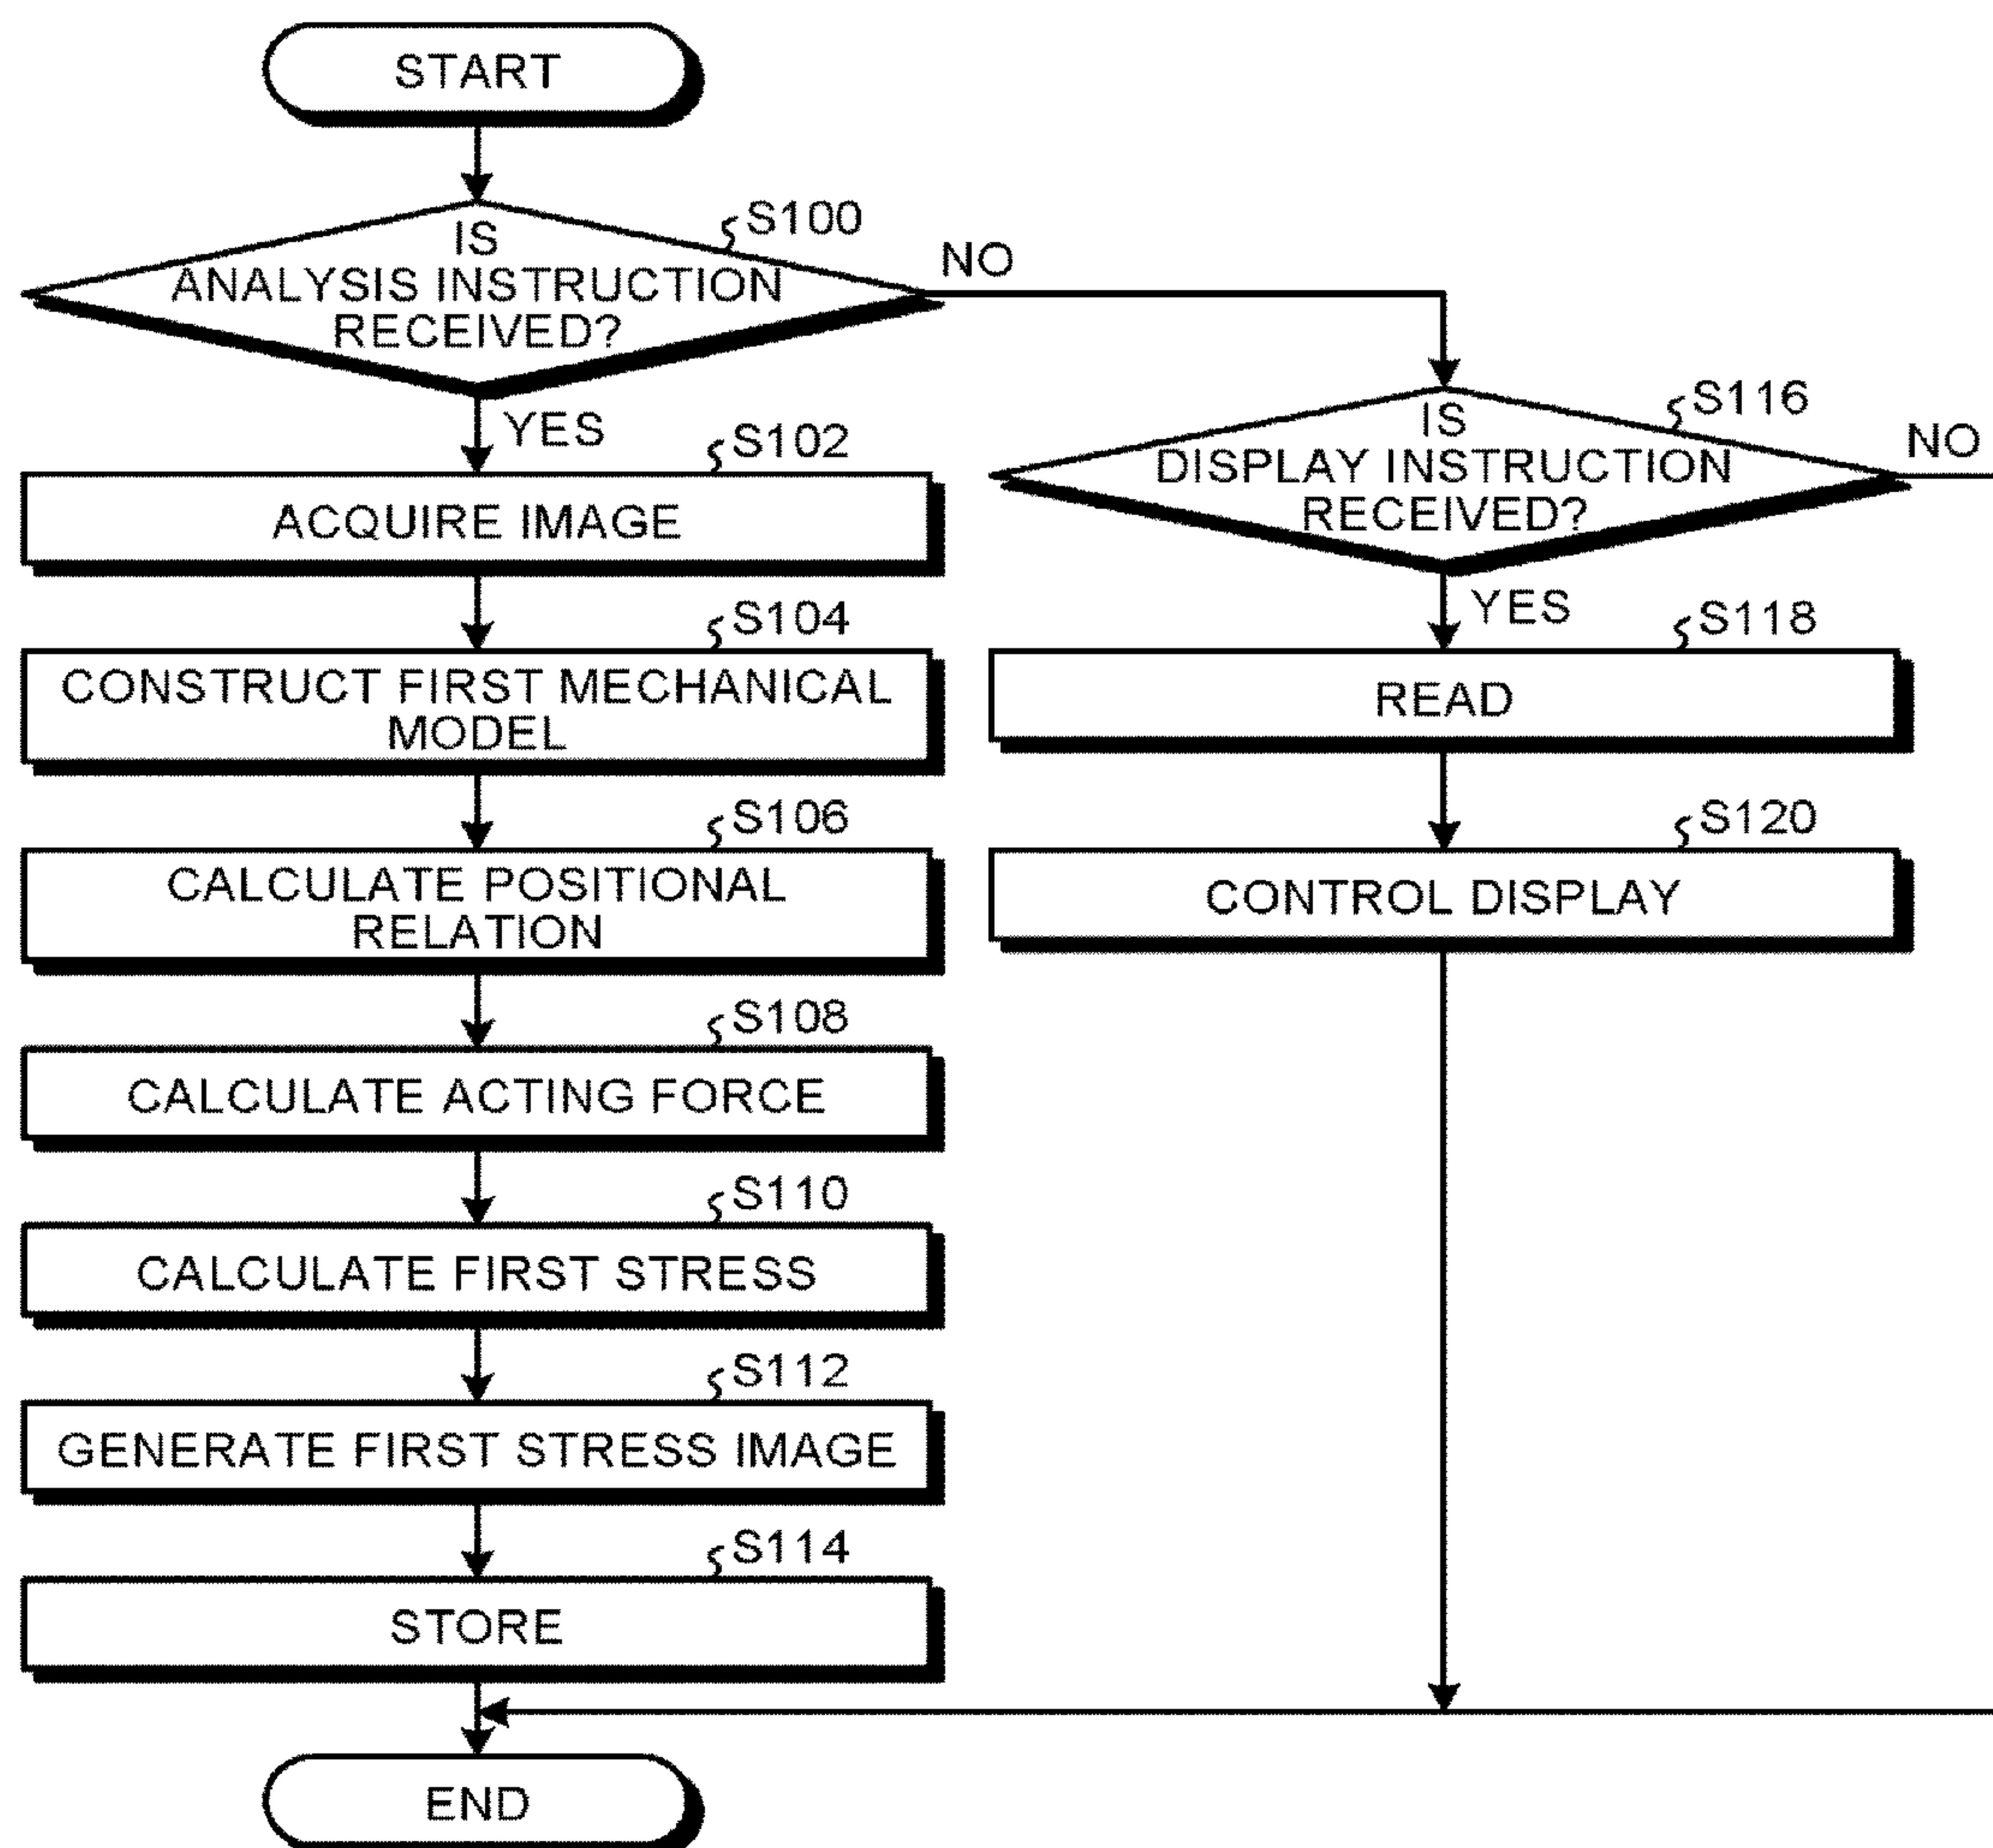 START
S100
IS
ANALYSIS INSTRUCTION
RECEIVED?
NO
YES
S102
ACQUIRE IMAGE
S104
CONSTRUCT FIRST MECHANICAL
MODEL
S106
CALCULATE POSITIONAL
RELATION
S108
CALCULATE ACTING FORCE
S110
CALCULATE FIRST STRESS
S112
GENERATE FIRST STRESS IMAGE
S114
STORE
END
S116
IS
DISPLAY INSTRUCTION
RECEIVED?
NO
YES
S118
READ
S120
CONTROL DISPLAY